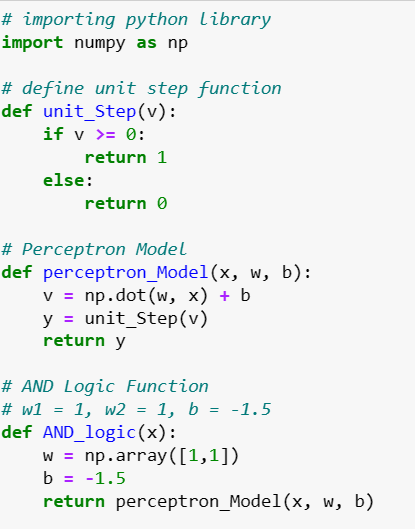 # importing python library
import numpy as np

# define unit step function
def unit_Step(v):
    if v >= 0:
        return 1
    else:
        return 0

# Perceptron Model
def perceptron_Model(x, w, b):
    v = np.dot(w, x) + b
    y = unit_Step(v)
    return y

# AND Logic Function
# w1 = 1, w2 = 1, b = -1.5
def AND_logic(x):
    w = np.array([1,1])
    b = -1.5
    return perceptron_Model(x, w, b)